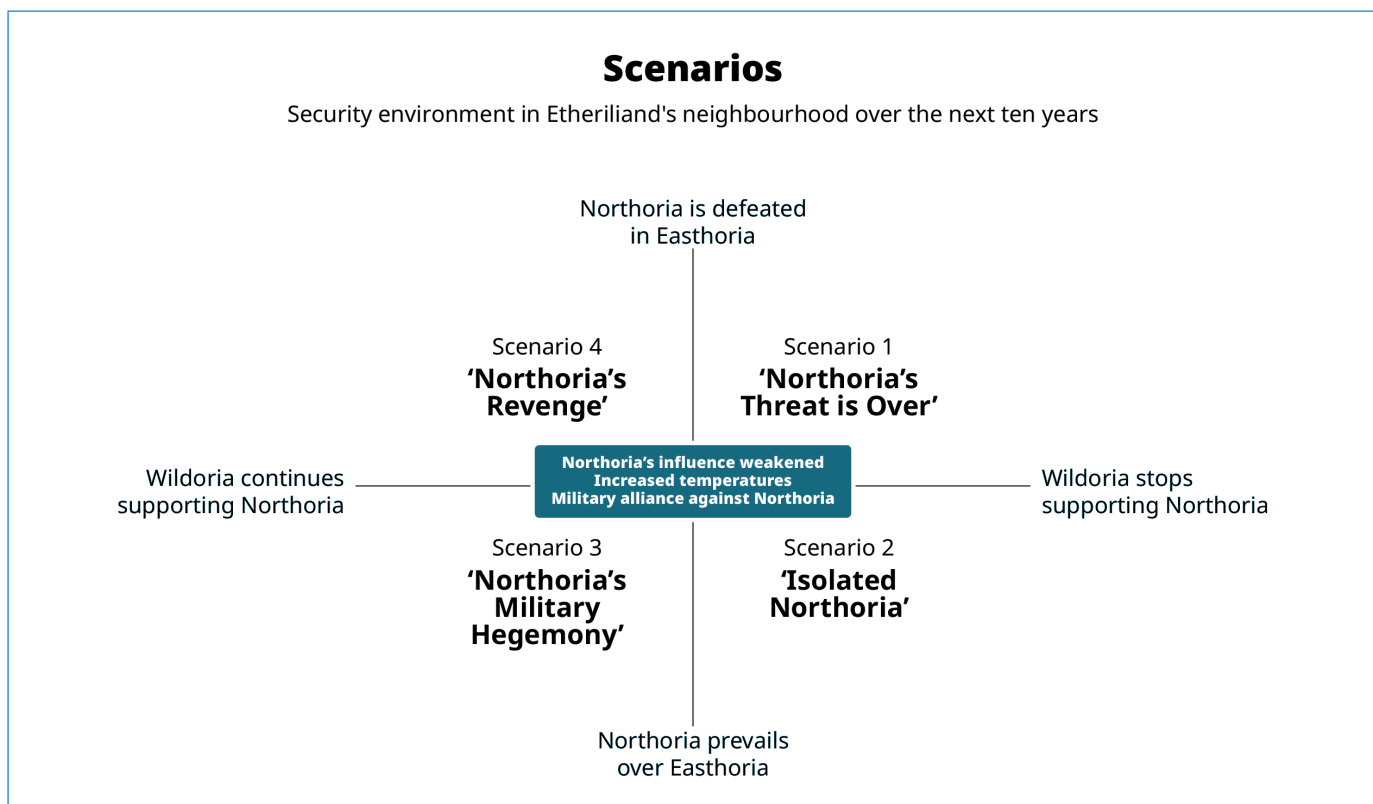 Scenarios
Security environment in Etheriliand's neighbourhood over the next ten years
Northoria is defeated
in Easthoria
Scenario 4
‘Northoria’s
Revenge’
Scenario 1
‘Northoria’s
Threat is Over’
Wildoria continues
supporting Northoria
Northoria’s influence weakened
Increased temperatures
Military alliance against Northoria
Wildoria stops
supporting Northoria
Scenario 3
‘Northoria’s
Military
Hegemony’
Scenario 2
‘Isolated
Northoria’
Northoria prevails
over Easthoria